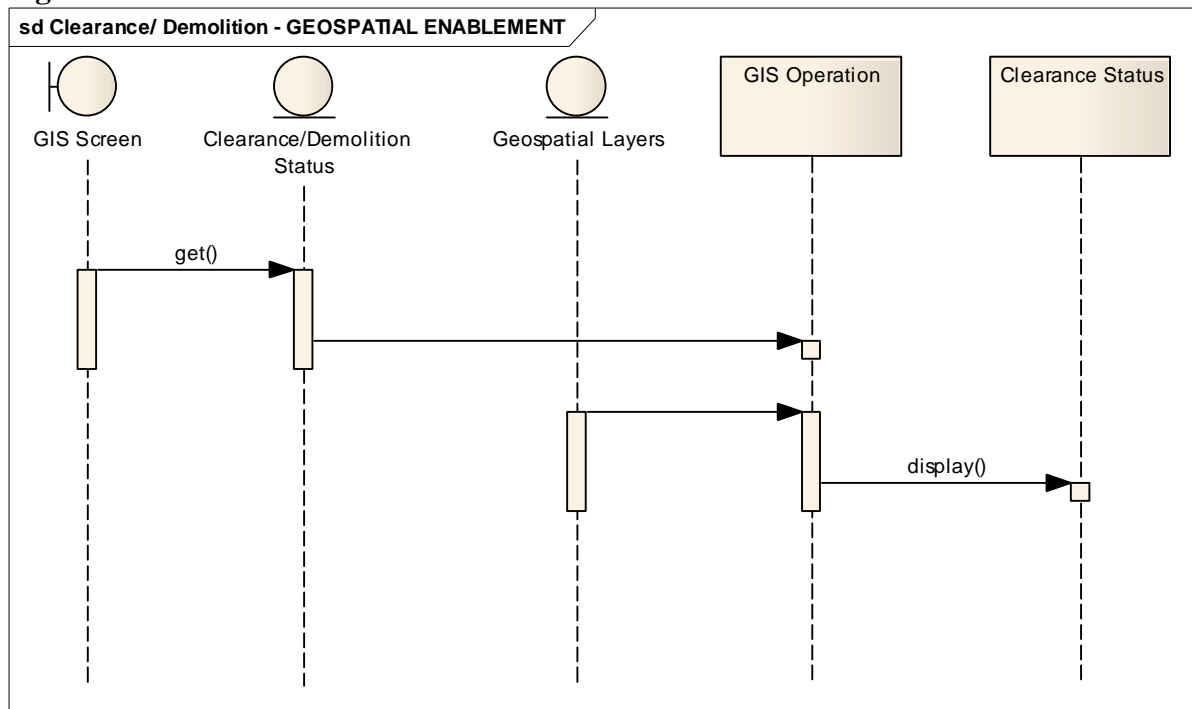 sd Clearance/ Demolition - GEOSPATIAL ENABLEMENT
GIS Screen
Clearance/Demolition
Status
Geospatial Layers
GIS Operation
Clearance Status
get()
display()